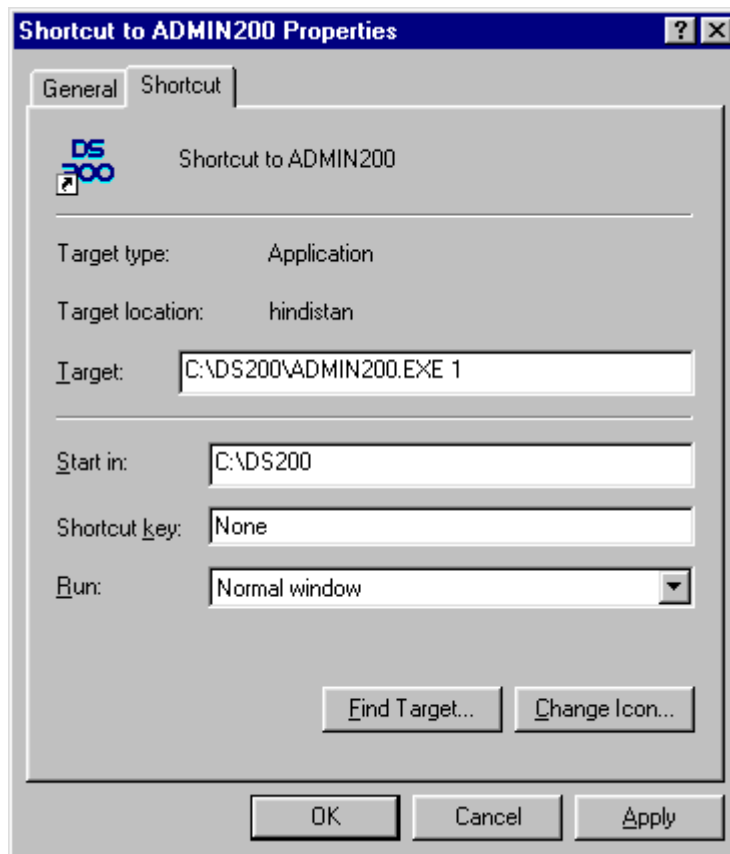 Shortcut to ADMIN200 Properties
General Shortcut
DS
200
Shortcut to ADMIN200
Target type: Application
Target location: hindistan
Target: C:\DS200\ADMIN200.EXE 1
Start in: C:\DS200
Shortcut key: None
Run: Normal window
Find Target... Change Icon...
OK Cancel Apply